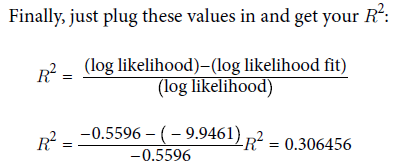 Finally, just plug these values in and get your R²:
R² = (log likelihood)–(log likelihood fit) / (log likelihood)
R² = –0.5596 – ( – 9.9461) / –0.5596 R² = 0.306456